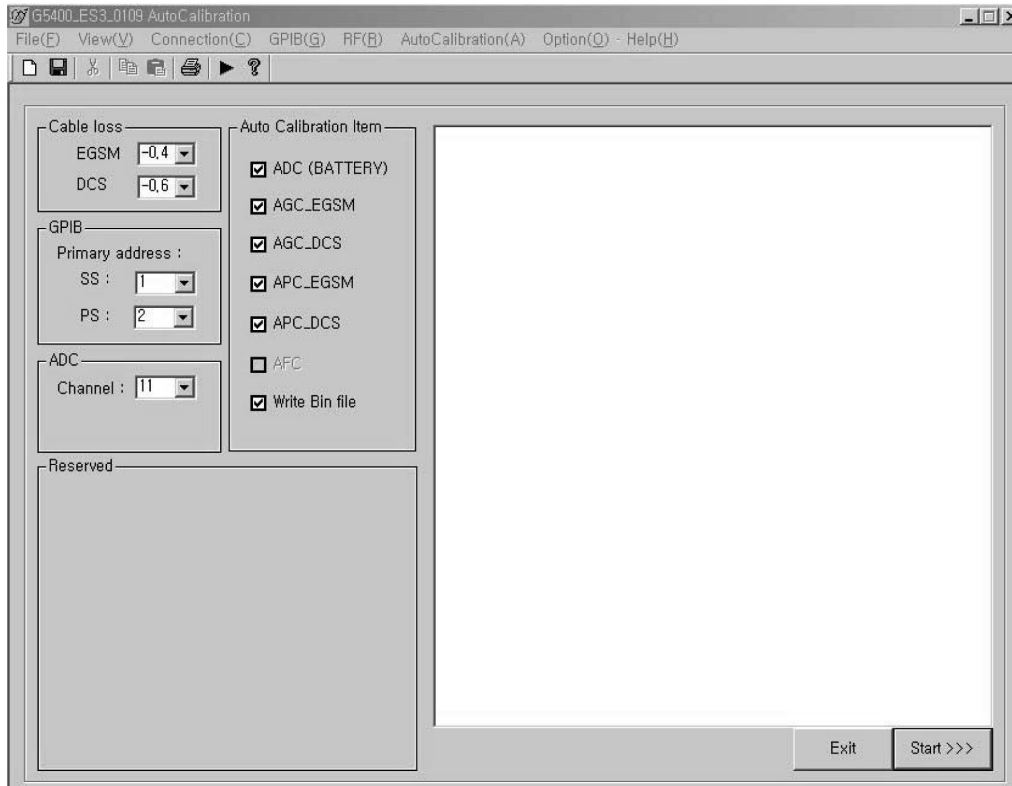 G5400_ES3_0109 AutoCalibration
File(F) View(V) Connection(C) GPIB(G) RF(R) AutoCalibration(A) Option(O) - Help(H)
Cable loss
EGSM -0,4
DCS -0,6
GPIB
Primary address :
SS : 1
PS : 2
ADC
Channel : 11
Auto Calibration Item
ADC (BATTERY)
AGC_EGSM
AGC_DCS
APC_EGSM
APC_DCS
AFC
Write Bin file
Reserved
Exit
Start >>>